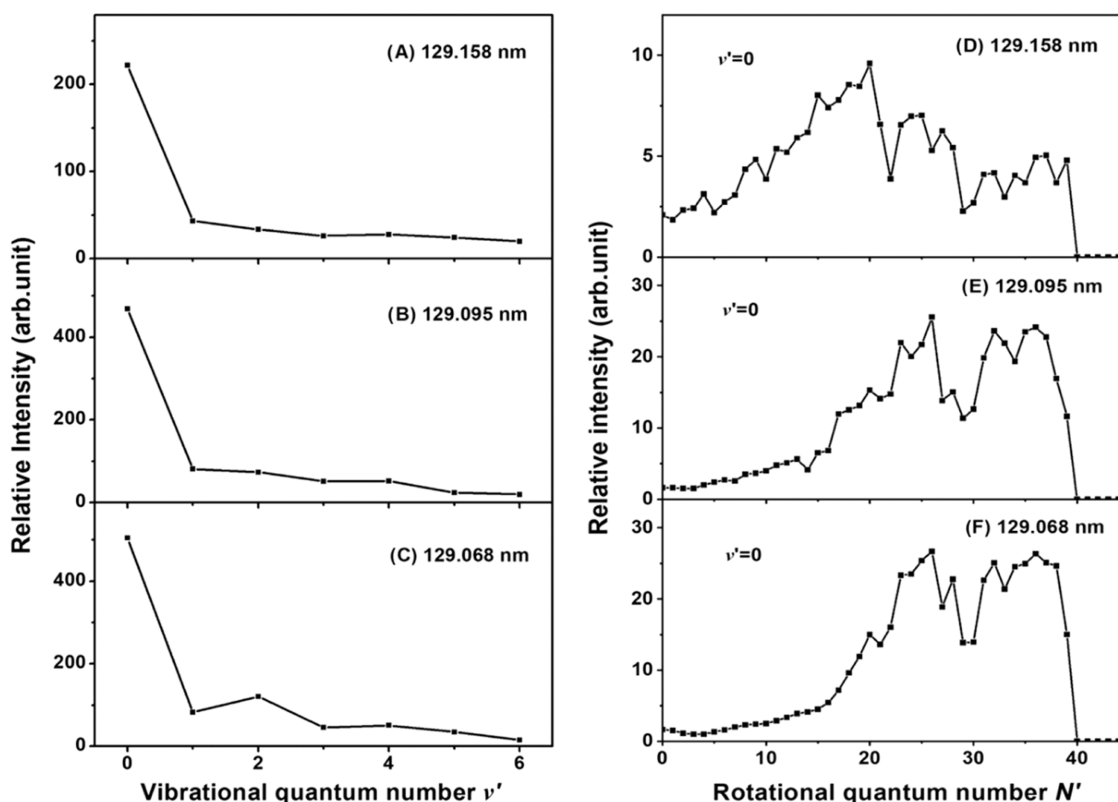 Relative Intensity (arb.unit)
(A) 129.158 nm
200
100
0
(B) 129.095 nm
400
200
0
(C) 129.068 nm
400
200
0
0 2 4 6
Vibrational quantum number v'
Relative intensity (arb.unit)
v'=0
(D) 129.158 nm
10
5
0
v'=0
(E) 129.095 nm
30
20
10
0
v'=0
(F) 129.068 nm
30
20
10
0
0 10 20 30 40
Rotational quantum number N'